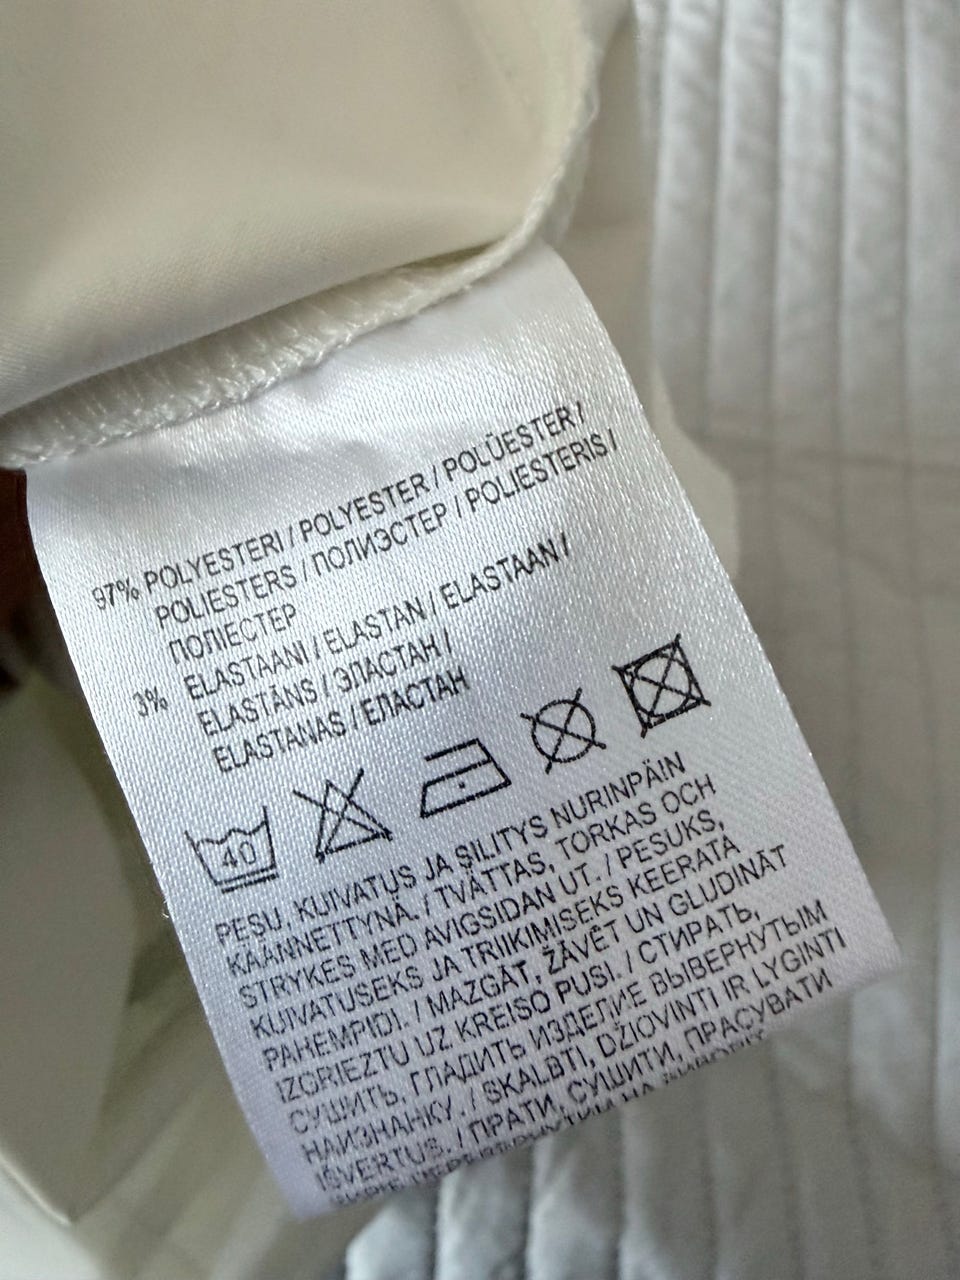 97% POLYESTERI / POLYESTER / POLÜESTER /
POLIESTERS / ПОЛИЭСТЕР / POLIESTERIS /
ПОЛІЕСТЕР
3% ELASTAANI / ELASTAN / ELASTAAN /
ELASTĀNS / ЭЛАСТАН /
ELASTANAS / ЕЛАСТАН
40
PESU, KUIVATUS JA SILITYS NURINPÄIN
KÄÄNNETTYNÄ. / TVÄTTAS, TORKAS OCH
STRYKES MED AVIGSIDAN UT. / PESUKS,
KUIVATUSEKS JA TRIIKIMISEKS KEERATA
PAHEMPIDI. / MAZGĀT, ŽĀVĒT UN GLUDINĀT
IZGRIEZTU UZ KREISO PUSI. / СТИРАТЬ,
СУШИТЬ, ГЛАДИТЬ ИЗДЕЛИЕ ВЫВЕРНУТЫМ
НАИЗНАНКУ. / SKALBTI, DŽIOVINTI IR LYGINTI
IŠVERTUS. / ПРАТИ, СУШИТИ, ПРАСУВАТИ
НА